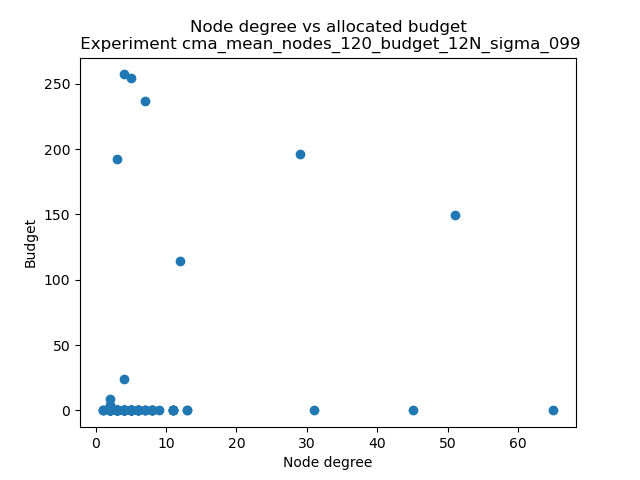 Node degree vs allocated budget
Experiment cma_mean_nodes_120_budget_12N_sigma_099
250
200
150
100
50
0
Budget
0 10 20 30 40 50 60
Node degree